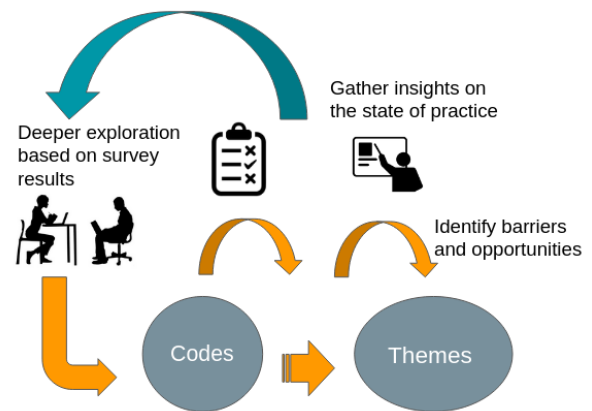 Gather insights on
the state of practice
Deeper exploration
based on survey
results
Identify barriers
and opportunities
Codes
Themes